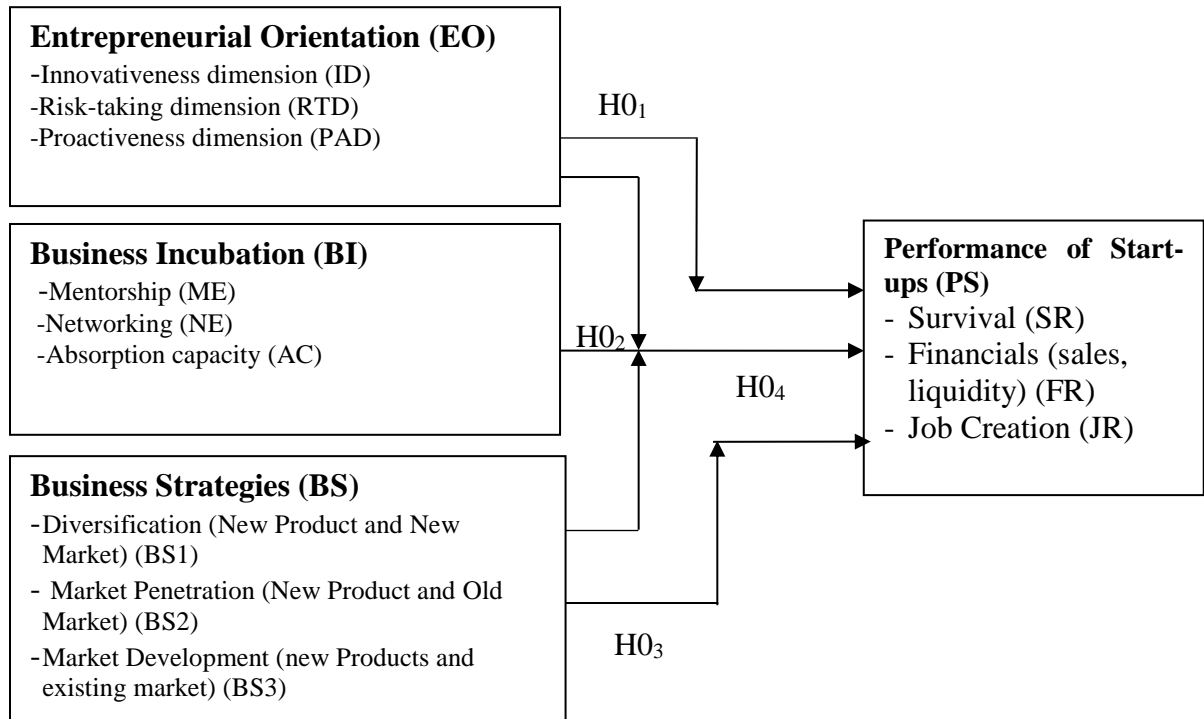 Entrepreneurial Orientation (EO)
-Innovativeness dimension (ID)
-Risk-taking dimension (RTD)
-Proactiveness dimension (PAD)
H0₁
Business Incubation (BI)
-Mentorship (ME)
-Networking (NE)
-Absorption capacity (AC)
H0₂
H0₄
Performance of Start-
ups (PS)
- Survival (SR)
- Financials (sales,
liquidity) (FR)
- Job Creation (JR)
Business Strategies (BS)
-Diversification (New Product and New
Market) (BS1)
- Market Penetration (New Product and Old
Market) (BS2)
-Market Development (new Products and
existing market) (BS3)
H0₃